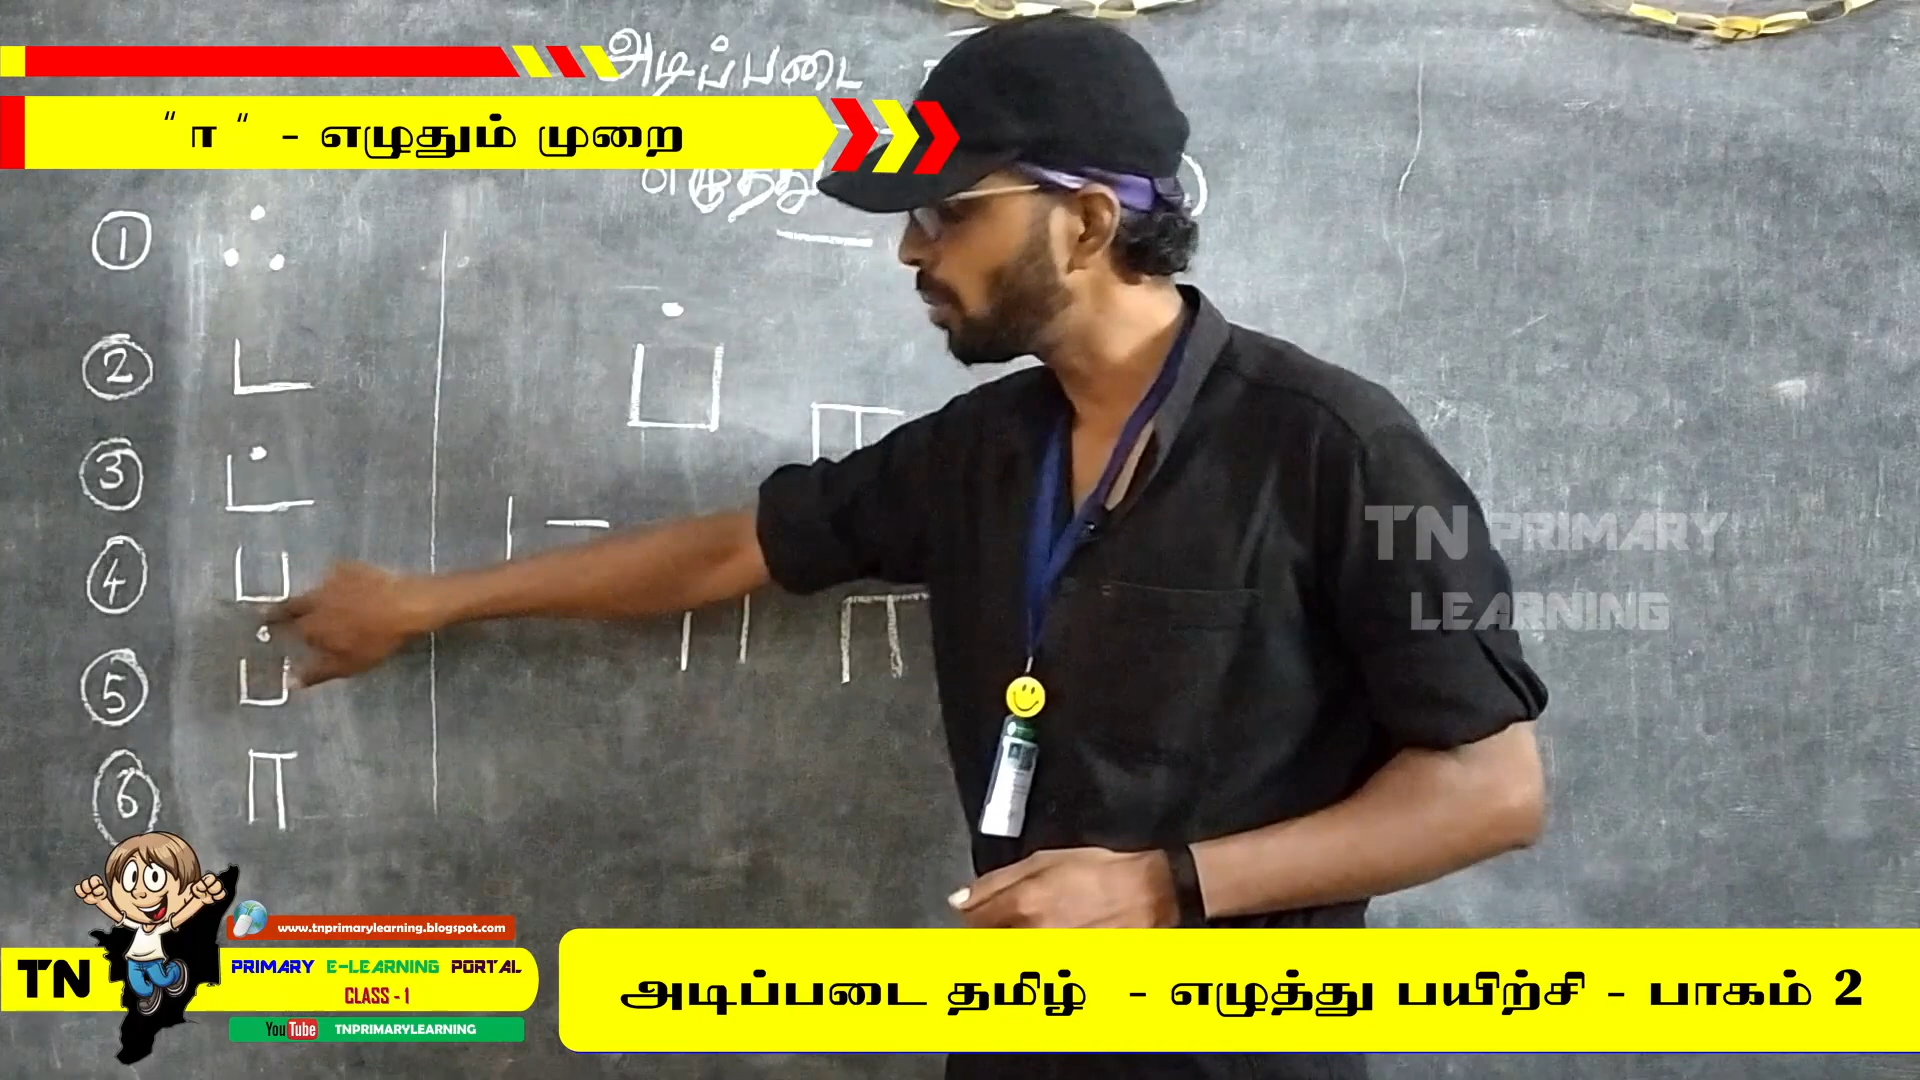 அடிப்படை
" ா " - எழுதும் முறை
எழுத்து
1 ஃ
2 ட
3 ட்
4 ப
5 ப்
6 ா
ப்
TN PRIMARY
LEARNING
www.tnprimarylearning.blogspot.com
TN PRIMARY E-LEARNING PORTAL
CLASS - 1
YouTube TNPRIMARYLEARNING
அடிப்படை தமிழ் - எழுத்து பயிற்சி - பாகம் 2